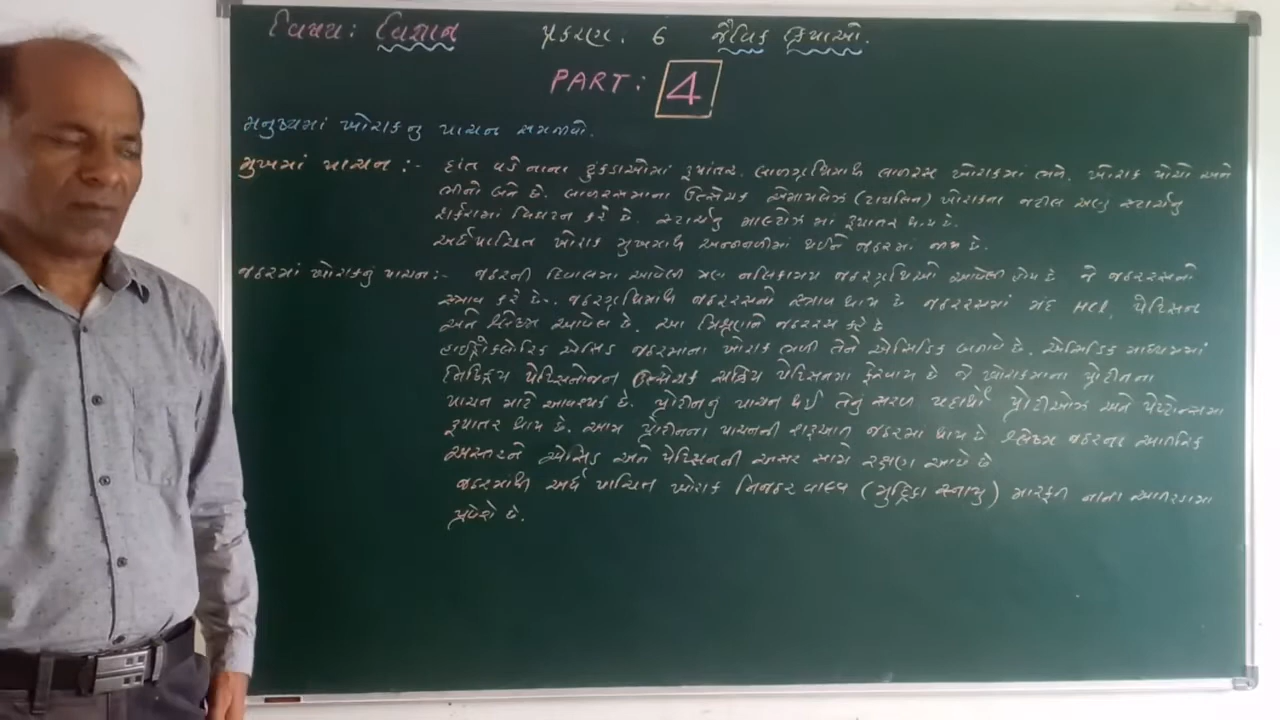 વિષય: વિજ્ઞાન પ્રકરણ. 6 જૈવિક ક્રિયાઓ.
PART: 4
મનુષ્યમાં ખોરાકનુ પાચન સમજાવો.
મુખમાં પાચન :- દાંત વડે નાના ટુકડાઓમાં રૂપાંતર. લાળગ્રંથિમાંથી લાળરસ ખોરાકમાં ભળે. ખોરાક પોચો અને
ભીનો બને છે. લાળરસમાના ઉત્સેચક એમાયલેઝ (ટાયલિન) ખોરાકના જટીલ અણુ સ્ટાર્ચનુ
શર્કરામાં વિઘટન કરે છે. સ્ટાર્ચનુ માલ્ટોઝ માં રૂપાતર થાય છે.
અર્ધપાચિત ખોરાક મુખમાંથી અન્નનળીમાં થઈને જઠરમાં જાય છે.
જઠરમાં ખોરાકનું પાચન:- જઠરની દિવાલમાં આવેલી ત્રણ નલિકામય જઠરગ્રંથિઓ આવેલી હોય છે જે જઠરરસનો
સ્ત્રાવ કરે છે. જઠરગ્રંથિમાંથી જઠરરસનો સ્ત્રાવ થાય છે જઠરરસમાં મંદ HCl, પેપ્સિન
અને શ્લેષ્મ આવેલ છે. આ મિશ્રણને જઠરરસ કહે છે
હાઈડ્રોક્લોરિક એસિડ જઠરમાંના ખોરાક ભળી તેને એસિડિક બનાવે છે. એસિડિક માધ્યમમાં
નિષ્ક્રિય પેપ્સિનોજન ઉત્સેચક સક્રિય પેપ્સિનમા ફેરવાય છે જે ખોરાકમાના પ્રોટીનના
પાચન માટે આવશ્યક છે. પ્રોટીનનું પાચન થઈ તેનું સરળ પદાર્થો પ્રોટીઓઝ અને પેપ્ટોન્સમા
રૂપાતર થાય છે. આમ પ્રોટીનના પાચનની શરૂઆત જઠરમા થાય છે શ્લેષ્મ જઠરના આંતરિક
અસ્તરને એસિડ અને પેપ્સિનની અસર સામે રક્ષણ આપે છે
જઠરમાંથી અર્ધ પાચિત ખોરાક નિજઠર વાલ્વ (મુદ્રિકા સ્નાયુ) મારફતે નાના આંતરડામા
પ્રવેશે છે.